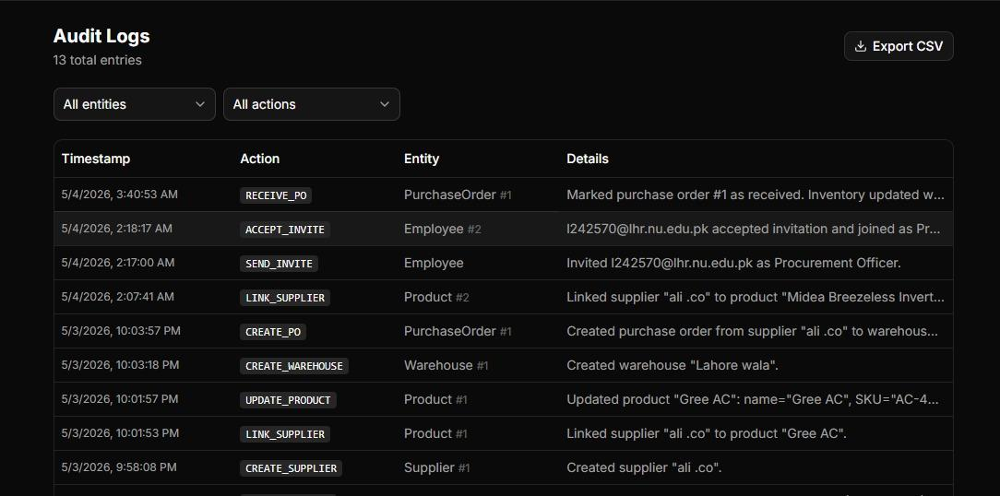 Audit Logs
13 total entries
Export CSV
All entities All actions
Timestamp Action Entity Details
5/4/2026, 3:40:53 AM RECEIVE_PO PurchaseOrder #1 Marked purchase order #1 as received. Inventory updated w...
5/4/2026, 2:18:17 AM ACCEPT_INVITE Employee #2 l242570@lhr.nu.edu.pk accepted invitation and joined as Pr...
5/4/2026, 2:17:00 AM SEND_INVITE Employee Invited l242570@lhr.nu.edu.pk as Procurement Officer.
5/4/2026, 2:07:41 AM LINK_SUPPLIER Product #2 Linked supplier "ali .co" to product "Midea Breezeless Invert...
5/3/2026, 10:03:57 PM CREATE_PO PurchaseOrder #1 Created purchase order from supplier "ali .co" to warehous...
5/3/2026, 10:03:18 PM CREATE_WAREHOUSE Warehouse #1 Created warehouse "Lahore wala".
5/3/2026, 10:01:57 PM UPDATE_PRODUCT Product #1 Updated product "Gree AC": name="Gree AC", SKU="AC-4...
5/3/2026, 10:01:53 PM LINK_SUPPLIER Product #1 Linked supplier "ali .co" to product "Gree AC".
5/3/2026, 9:58:08 PM CREATE_SUPPLIER Supplier #1 Created supplier "ali .co".